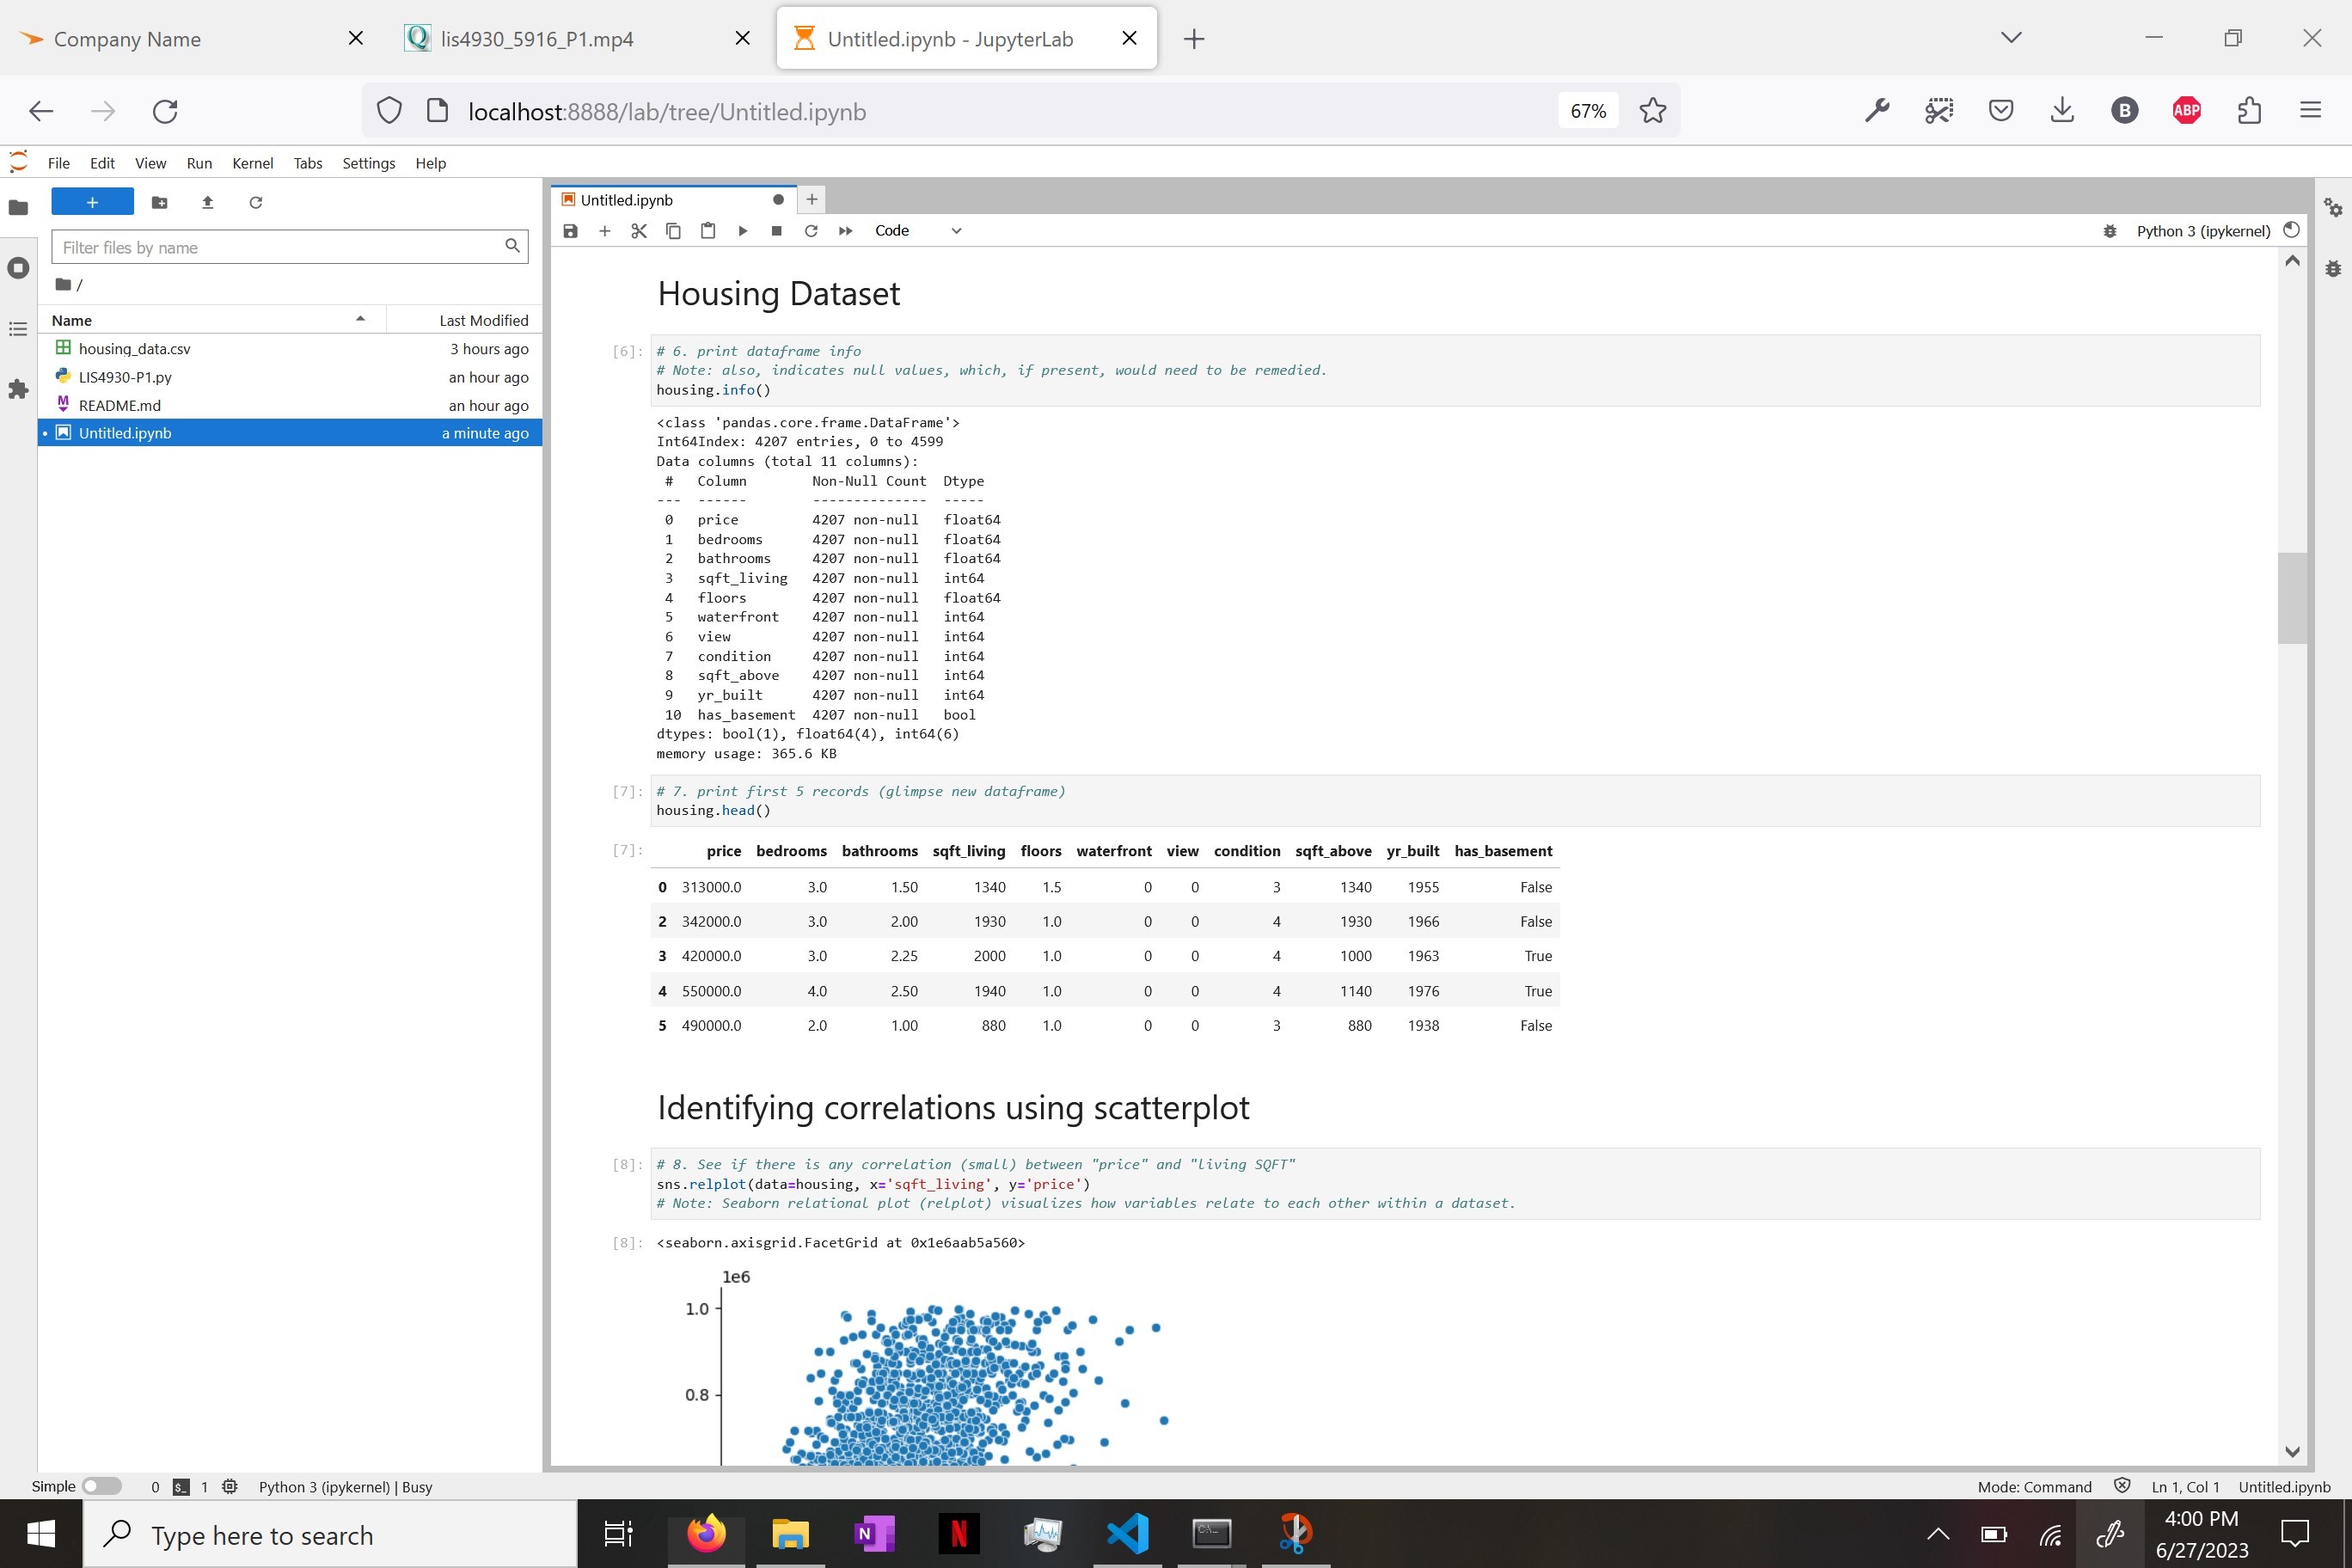 Company Name
lis4930_5916_P1.mp4
Untitled.ipynb - JupyterLab
localhost:8888/lab/tree/Untitled.ipynb
67%
B
ABP
File Edit View Run Kernel Tabs Settings Help
Filter files by name
/
Name Last Modified
housing_data.csv 3 hours ago
LIS4930-P1.py an hour ago
README.md an hour ago
Untitled.ipynb a minute ago
Untitled.ipynb
Code
Python 3 (ipykernel)
Housing Dataset
[6]: # 6. print dataframe info
# Note: also, indicates null values, which, if present, would need to be remedied.
housing.info()
<class 'pandas.core.frame.DataFrame'>
Int64Index: 4207 entries, 0 to 4599
Data columns (total 11 columns):
# Column Non-Null Count Dtype
--- ------ -------------- -----
0 price 4207 non-null float64
1 bedrooms 4207 non-null float64
2 bathrooms 4207 non-null float64
3 sqft_living 4207 non-null int64
4 floors 4207 non-null float64
5 waterfront 4207 non-null int64
6 view 4207 non-null int64
7 condition 4207 non-null int64
8 sqft_above 4207 non-null int64
9 yr_built 4207 non-null int64
10 has_basement 4207 non-null bool
dtypes: bool(1), float64(4), int64(6)
memory usage: 365.6 KB
[7]: # 7. print first 5 records (glimpse new dataframe)
housing.head()
[7]: price bedrooms bathrooms sqft_living floors waterfront view condition sqft_above yr_built has_basement
0 313000.0 3.0 1.50 1340 1.5 0 0 3 1340 1955 False
2 342000.0 3.0 2.00 1930 1.0 0 0 4 1930 1966 False
3 420000.0 3.0 2.25 2000 1.0 0 0 4 1000 1963 True
4 550000.0 4.0 2.50 1940 1.0 0 0 4 1140 1976 True
5 490000.0 2.0 1.00 880 1.0 0 0 3 880 1938 False
Identifying correlations using scatterplot
[8]: # 8. See if there is any correlation (small) between "price" and "living SQFT"
sns.relplot(data=housing, x='sqft_living', y='price')
# Note: Seaborn relational plot (relplot) visualizes how variables relate to each other within a dataset.
[8]: <seaborn.axisgrid.FacetGrid at 0x1e6aab5a560>
1e6
1.0
0.8
Simple 0 1 Python 3 (ipykernel) | Busy
Mode: Command Ln 1, Col 1 Untitled.ipynb
Type here to search
4:00 PM
6/27/2023